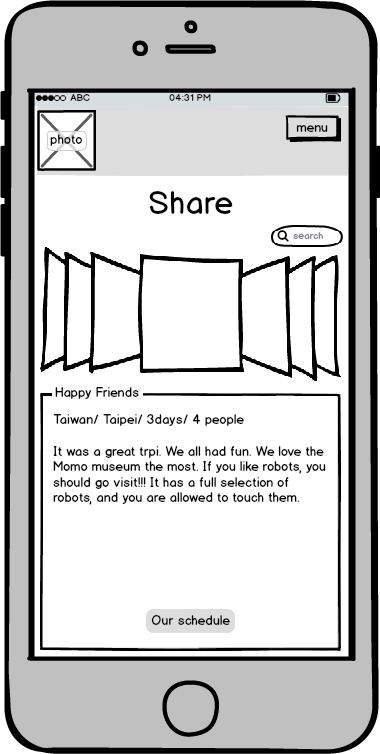 ABC 04:31 PM
photo
menu
Share
search
Happy Friends
Taiwan/ Taipei/ 3days/ 4 people
It was a great trpi. We all had fun. We love the
Momo museum the most. If you like robots, you
should go visit!!! It has a full selection of
robots, and you are allowed to touch them.
Our schedule